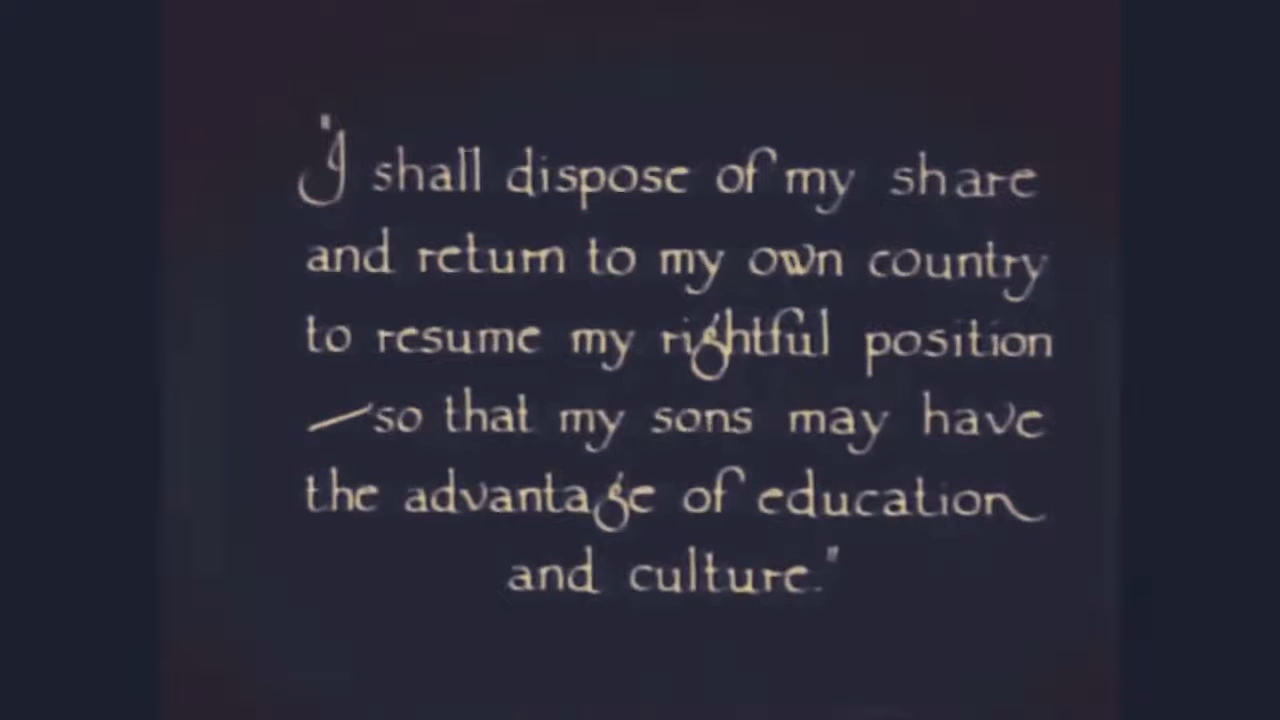 "I shall dispose of my share
and return to my own country
to resume my rightful position
—so that my sons may have
the advantage of education
and culture."